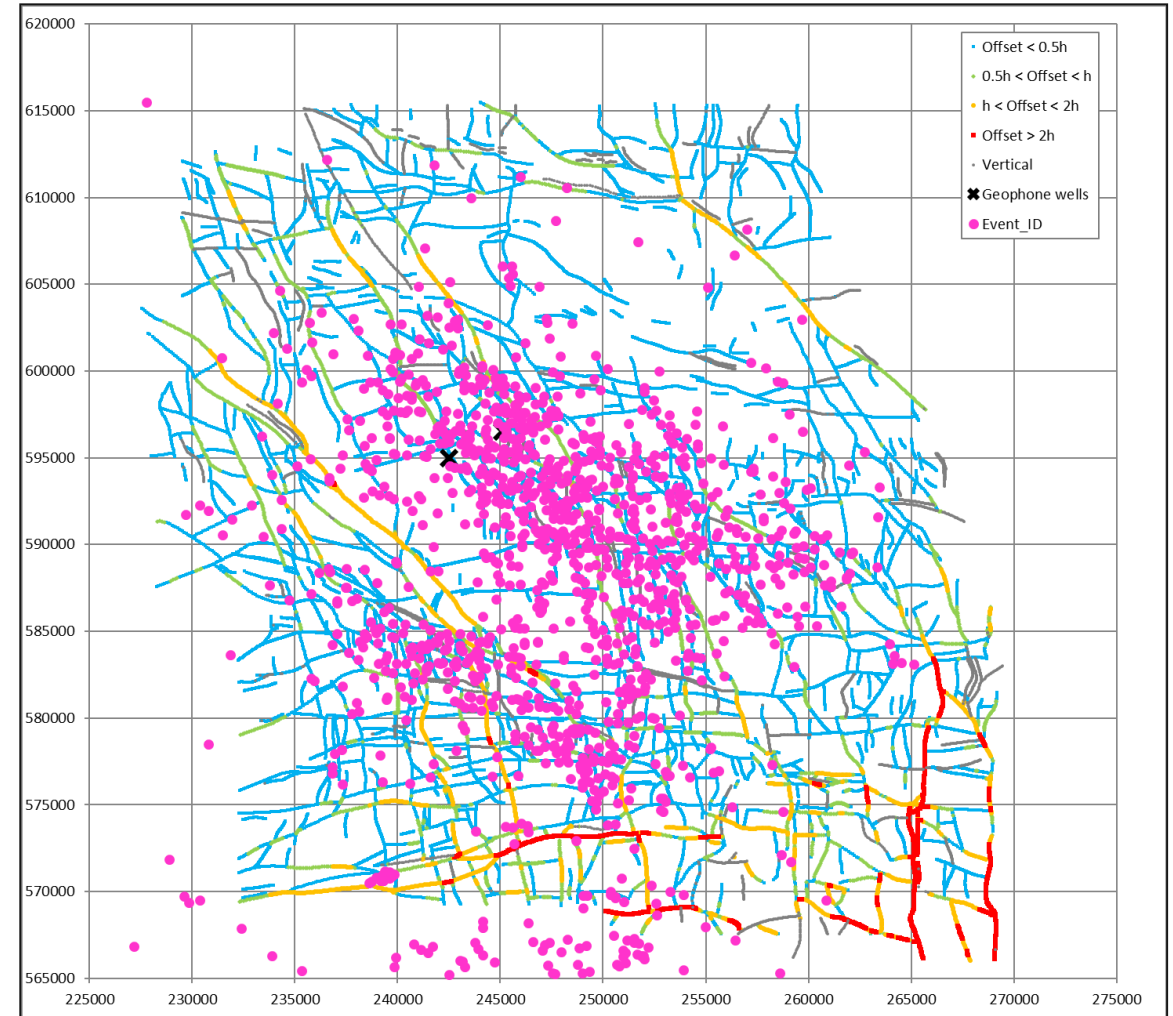 620000
615000
610000
605000
600000
595000
590000
585000
580000
575000
570000
565000
225000 230000 235000 240000 245000 250000 255000 260000 265000 270000 275000
Offset < 0.5h
0.5h < Offset < h
h < Offset < 2h
Offset > 2h
Vertical
Geophone wells
Event_ID